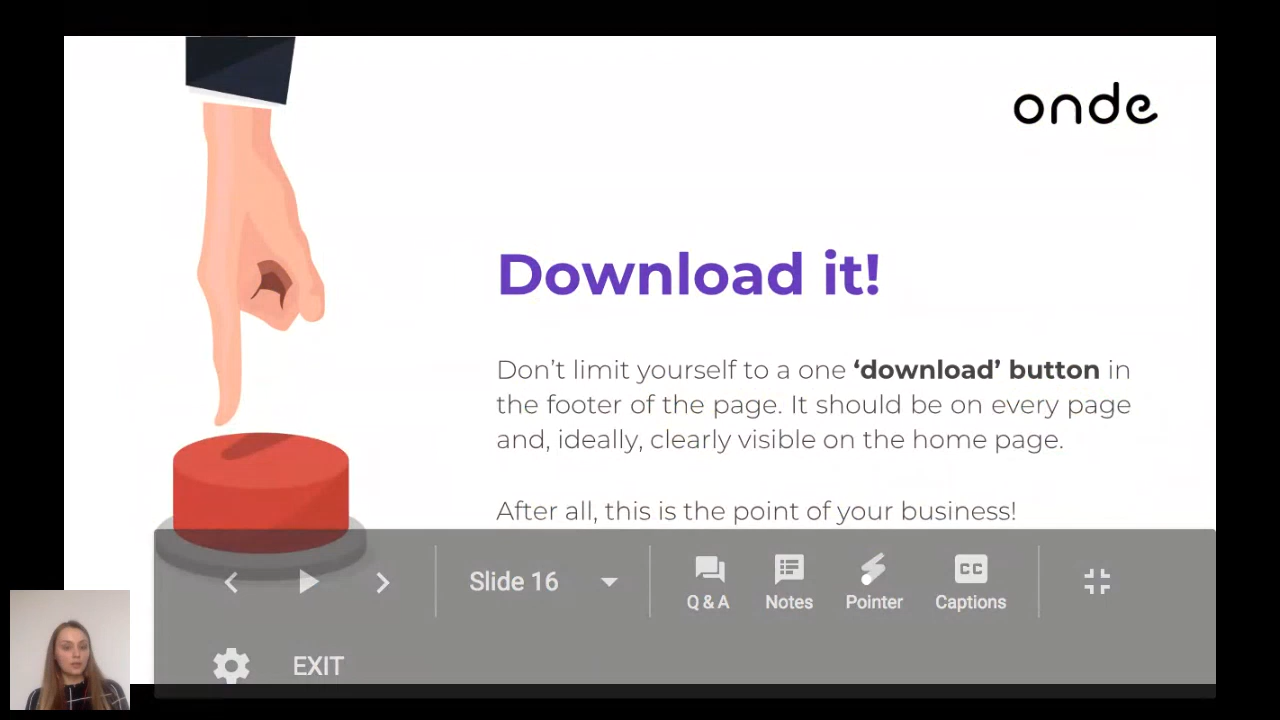 onde
Download it!
Don’t limit yourself to a one ‘download’ button in
the footer of the page. It should be on every page
and, ideally, clearly visible on the home page.
After all, this is the point of your business!
Slide 16
Q & A
Notes
Pointer
CC
Captions
EXIT